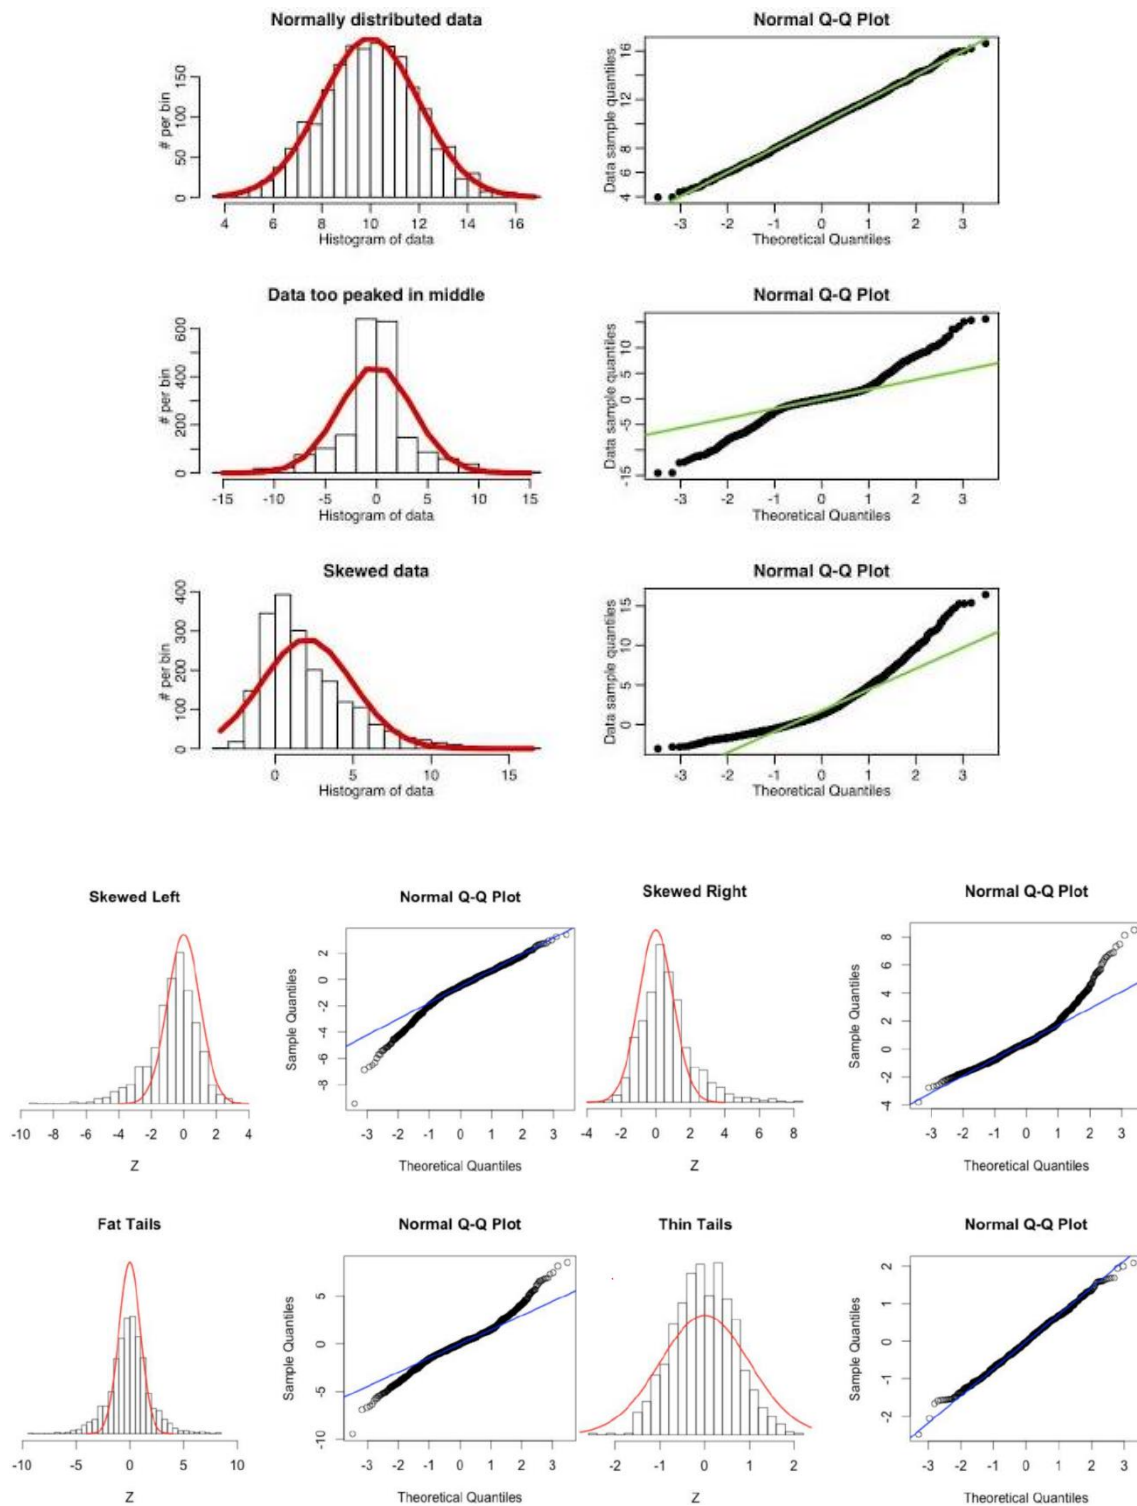 Normally distributed data
# per bin
0 50 100 150
4 6 8 10 12 14 16
Histogram of data
Normal Q-Q Plot
Data sample quantiles
4 6 8 12 16
-3 -2 -1 0 1 2 3
Theoretical Quantiles
Data too peaked in middle
# per bin
0 200 400 600
-15 -10 -5 0 5 10 15
Histogram of data
Normal Q-Q Plot
Data sample quantiles
-15 -5 0 5 10
-3 -2 -1 0 1 2 3
Theoretical Quantiles
Skewed data
# per bin
0 100 200 300 400
0 5 10 15
Histogram of data
Normal Q-Q Plot
Data sample quantiles
0 5 10 15
-3 -2 -1 0 1 2 3
Theoretical Quantiles
Skewed Left
-10 -8 -6 -4 -2 0 2 4
Z
Normal Q-Q Plot
Sample Quantiles
-8 -6 -4 -2 0 2
-3 -2 -1 0 1 2 3
Theoretical Quantiles
Skewed Right
-4 -2 0 2 4 6 8
Z
Normal Q-Q Plot
Sample Quantiles
-4 -2 0 2 4 6 8
-3 -2 -1 0 1 2 3
Theoretical Quantiles
Fat Tails
-10 -5 0 5 10
Z
Normal Q-Q Plot
Sample Quantiles
-10 -5 0 5
-3 -2 -1 0 1 2 3
Theoretical Quantiles
Thin Tails
-2 -1 0 1 2
Z
Normal Q-Q Plot
Sample Quantiles
-2 -1 0 1 2
-3 -2 -1 0 1 2 3
Theoretical Quantiles